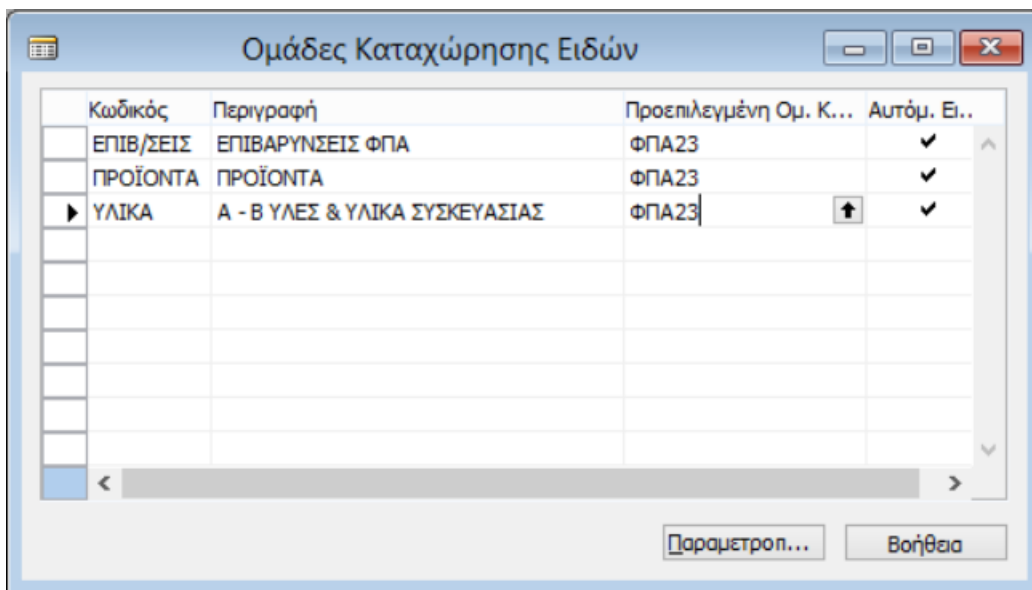 Ομάδες Καταχώρησης Ειδών
Κωδικός Περιγραφή Προεπιλεγμένη Ομ. Κ... Αυτόμ. Ει..
ΕΠΙΒ/ΣΕΙΣ ΕΠΙΒΑΡΥΝΣΕΙΣ ΦΠΑ ΦΠΑ23
ΠΡΟΪΟΝΤΑ ΠΡΟΪΟΝΤΑ ΦΠΑ23
ΥΛΙΚΑ Α - Β ΥΛΕΣ & ΥΛΙΚΑ ΣΥΣΚΕΥΑΣΙΑΣ ΦΠΑ23
Παραμετροπ... Βοήθεια